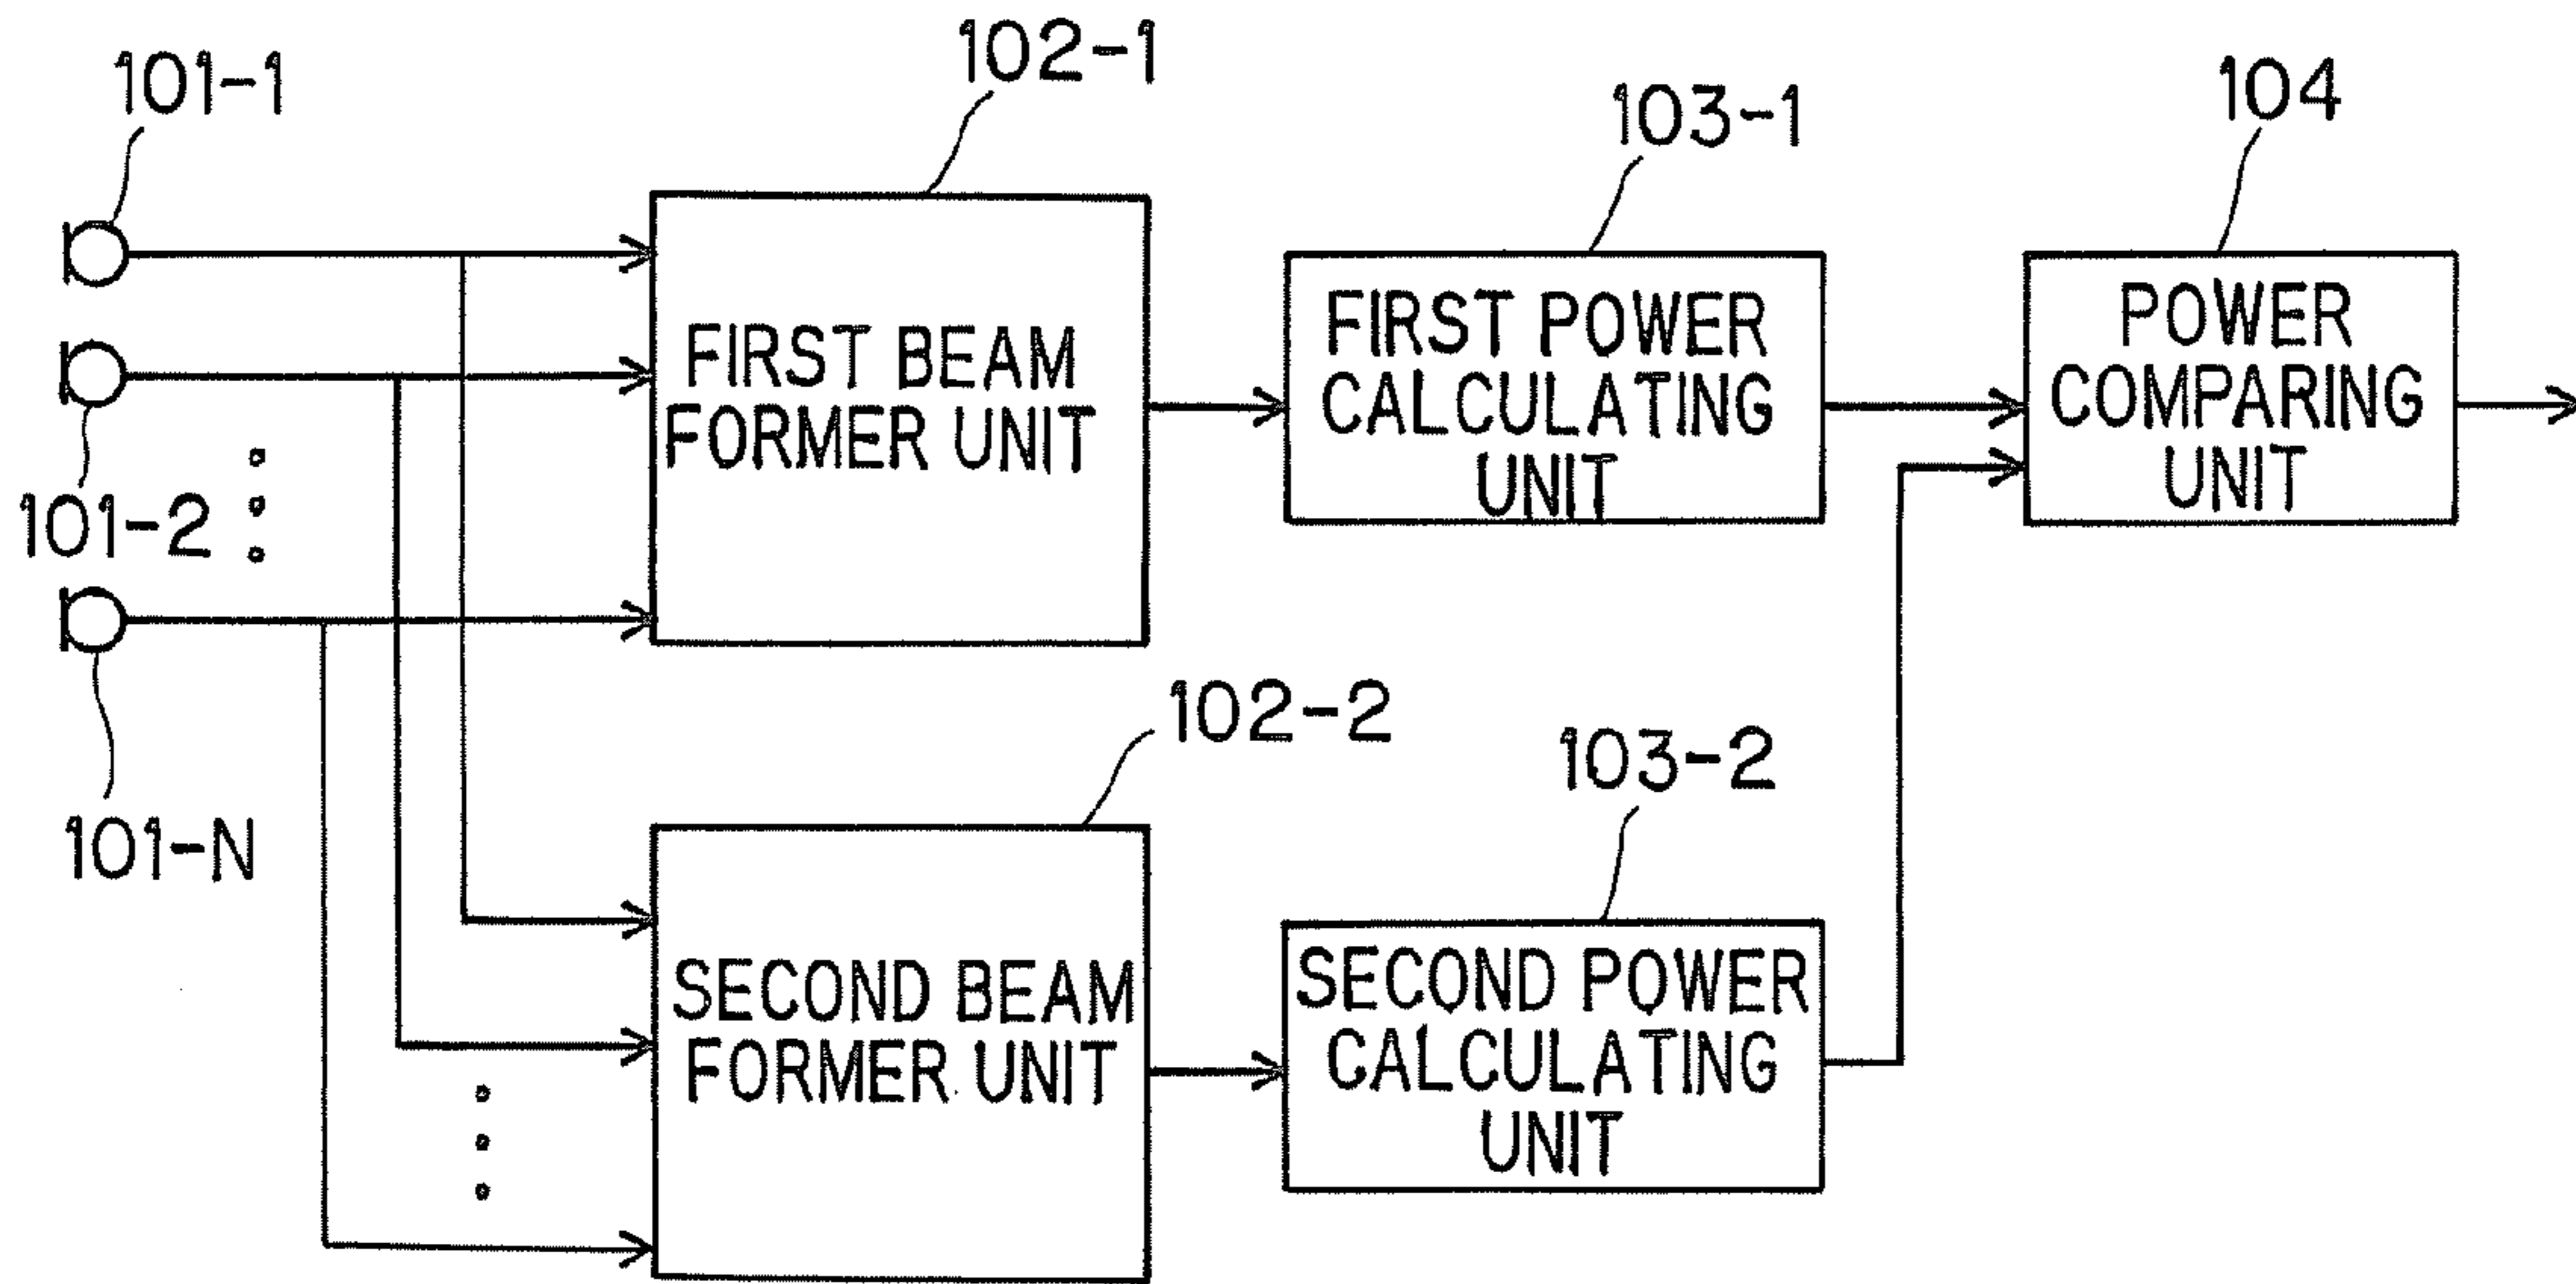 102-1
101-1
103-1
104
FIRST BEAM
FORMER UNIT
FIRST POWER
CALCULATING
UNIT
POWER
COMPARING
UNIT
101-2
101-N
102-2
103-2
SECOND BEAM
FORMER UNIT
SECOND POWER
CALCULATING
UNIT